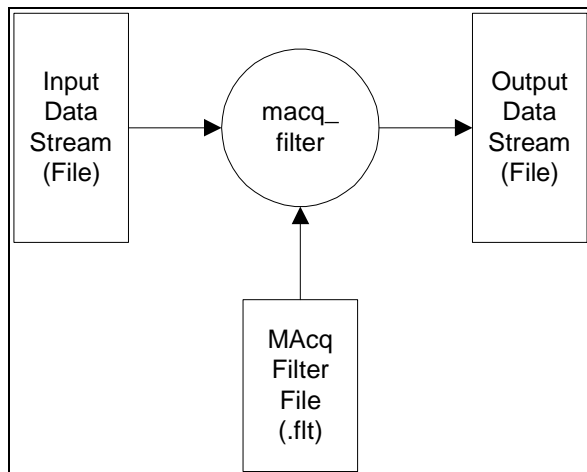 Input
Data
Stream
(File)
macq_
filter
Output
Data
Stream
(File)
MAcq
Filter
File
(.flt)